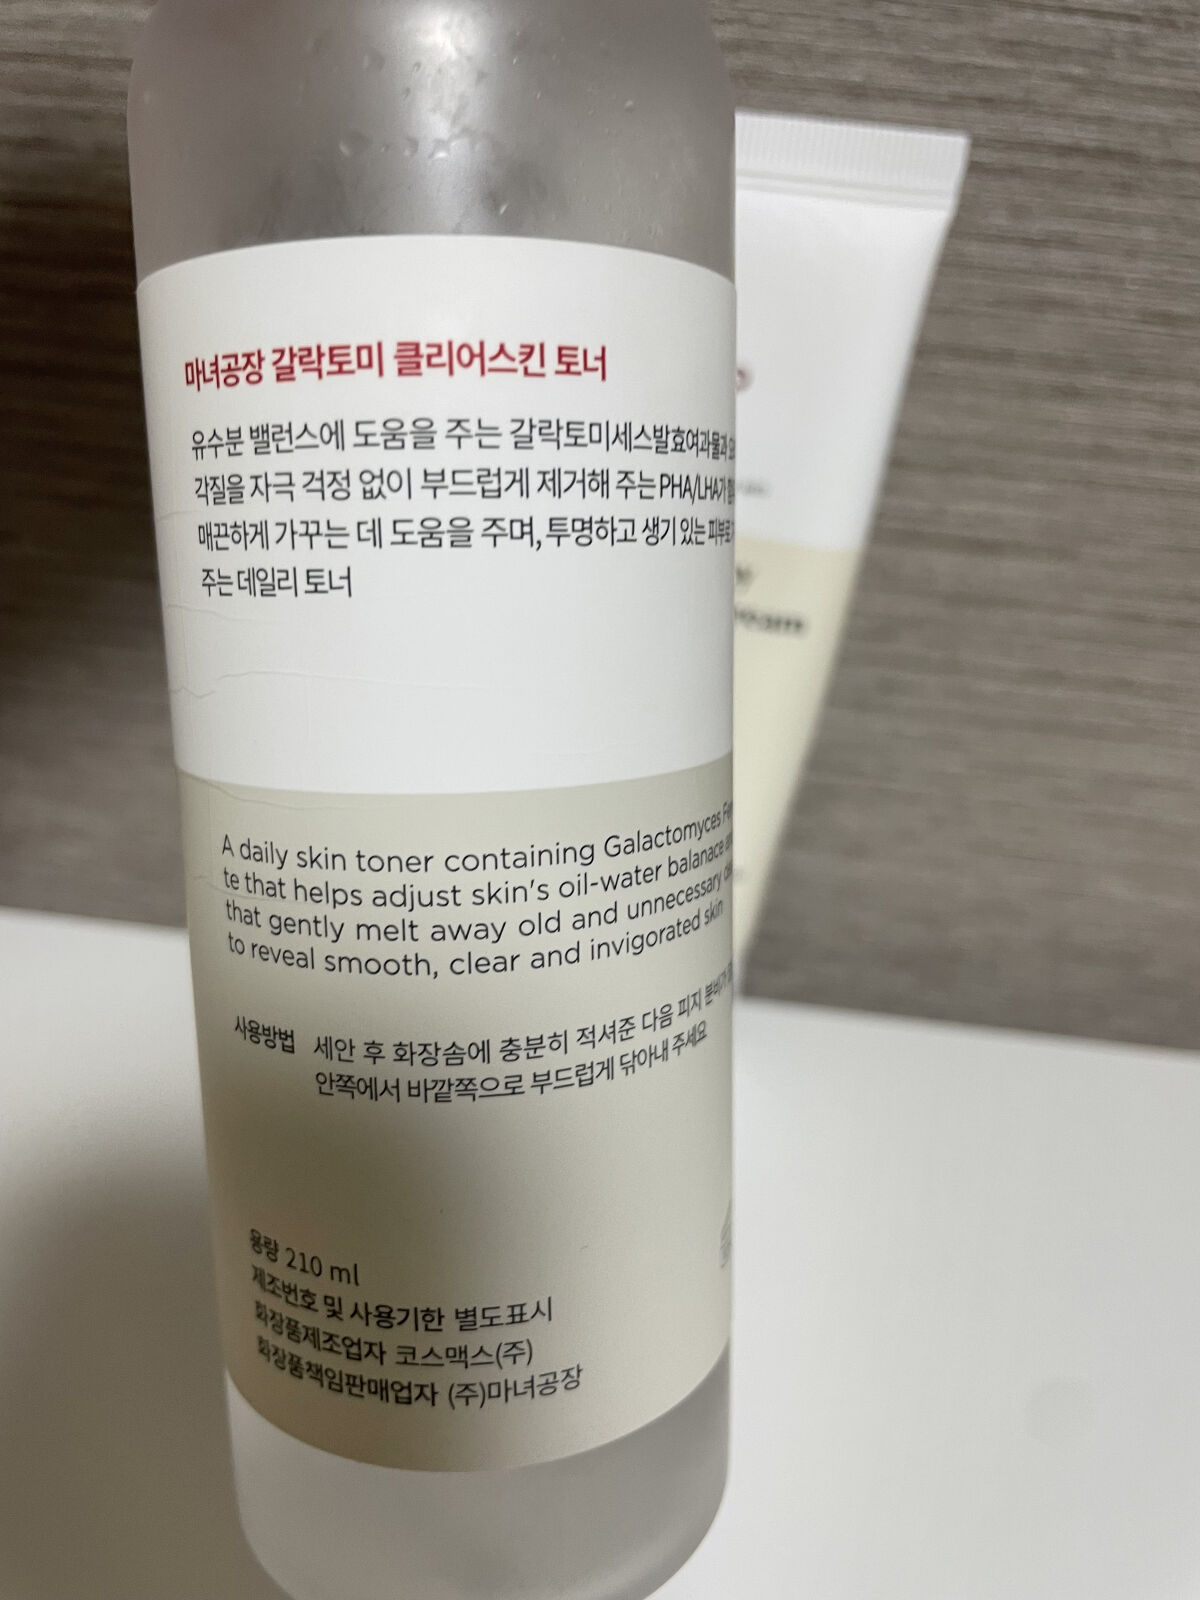 마녀공장 갈락토미 클리어스킨 토너
유수분 밸런스에 도움을 주는 갈락토미세스발효여과물과
각질을 자극 걱정 없이 부드럽게 제거해 주는 PHA/LHA가
매끈하게 가꾸는 데 도움을 주며, 투명하고 생기 있는 피부로
주는 데일리 토너
A daily skin toner containing Galactomyces
te that helps adjust skin's oil-water balanace
that gently melt away old and unnecessary
to reveal smooth, clear and invigorated skin
사용방법 세안 후 화장솜에 충분히 적셔준 다음 피지 분비가
안쪽에서 바깥쪽으로 부드럽게 닦아내 주세요
용량 210 ml
제조번호 및 사용기한 별도표시
화장품제조업자 코스맥스(주)
화장품책임판매업자 (주)마녀공장